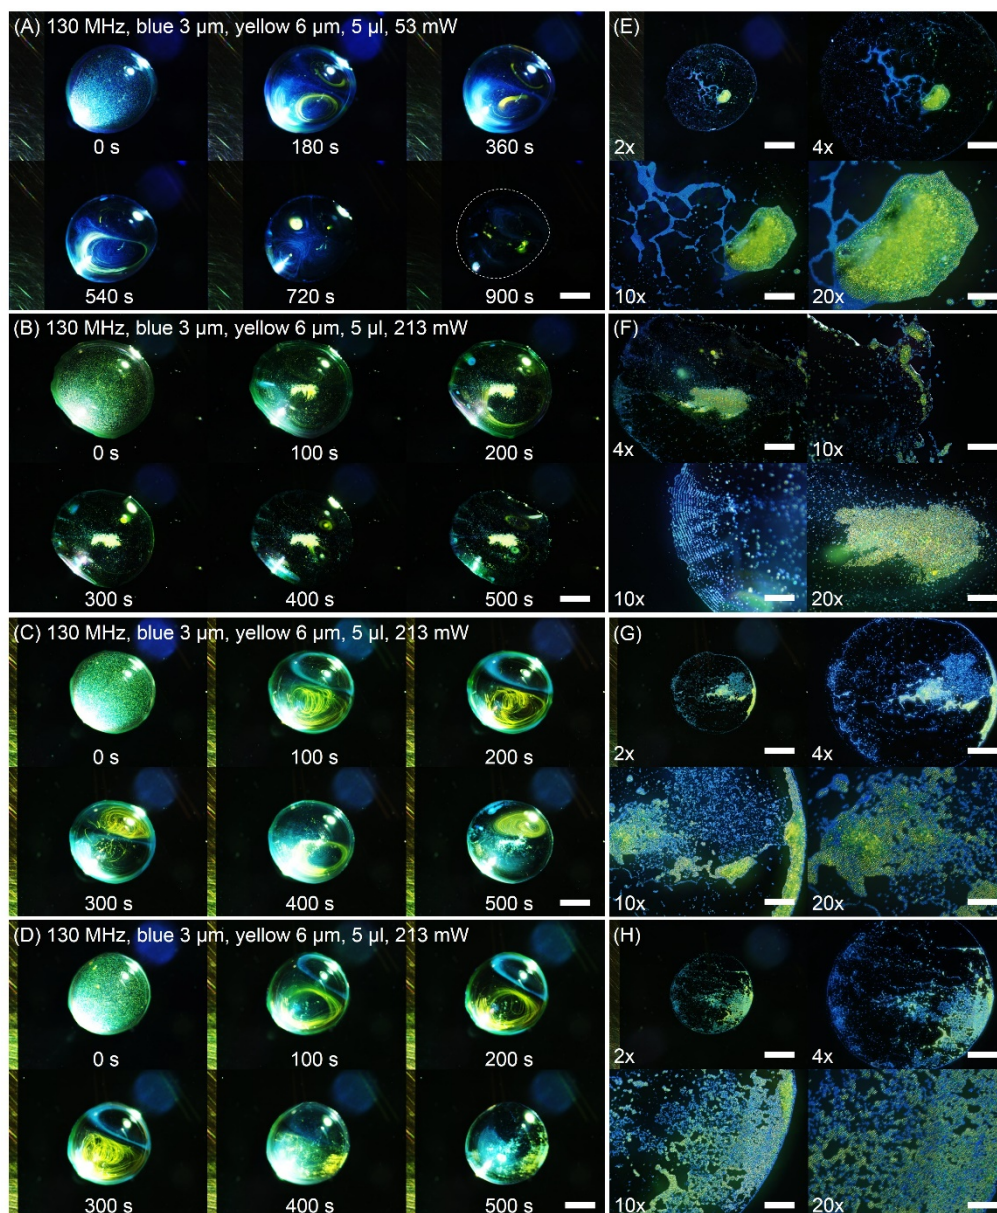 (A) 130 MHz, blue 3 µm, yellow 6 µm, 5 µl, 53 mW
0 s
180 s
360 s
540 s
720 s
900 s
(E)
2x
4x
10x
20x
(B) 130 MHz, blue 3 µm, yellow 6 µm, 5 µl, 213 mW
0 s
100 s
200 s
300 s
400 s
500 s
(F)
4x
10x
10x
20x
(C) 130 MHz, blue 3 µm, yellow 6 µm, 5 µl, 213 mW
0 s
100 s
200 s
300 s
400 s
500 s
(G)
2x
4x
10x
20x
(D) 130 MHz, blue 3 µm, yellow 6 µm, 5 µl, 213 mW
0 s
100 s
200 s
300 s
400 s
500 s
(H)
2x
4x
10x
20x